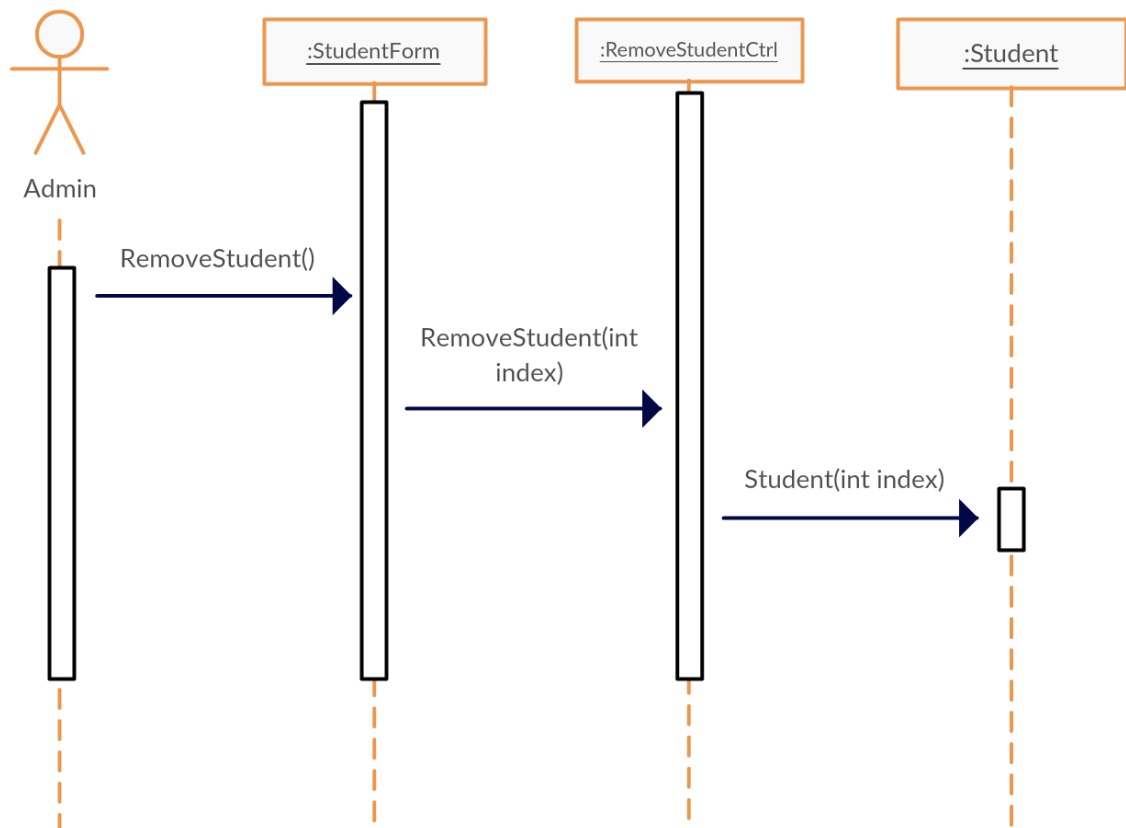 :StudentForm
:RemoveStudentCtrl
:Student
Admin
RemoveStudent()
RemoveStudent(int
index)
Student(int index)